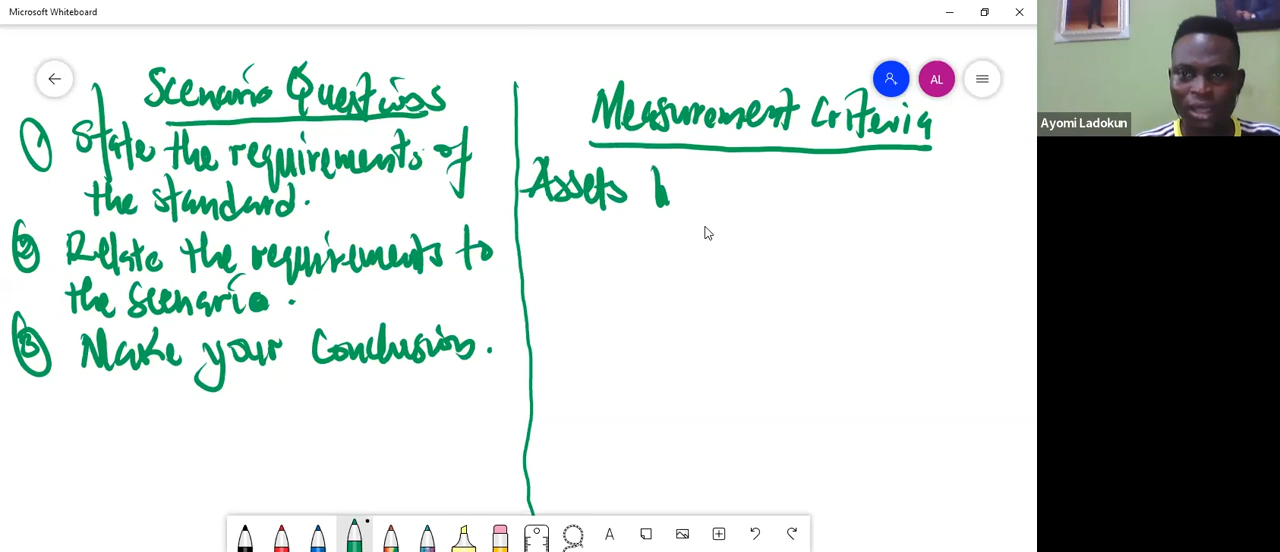 Microsoft Whiteboard
Scenario Questions
1 State the requirements of
the standard.
2 Relate the requirements to
the scenario.
3 Make your Conclusion.
Measurement Criteria
Assets
AL
Ayomi Ladokun
A